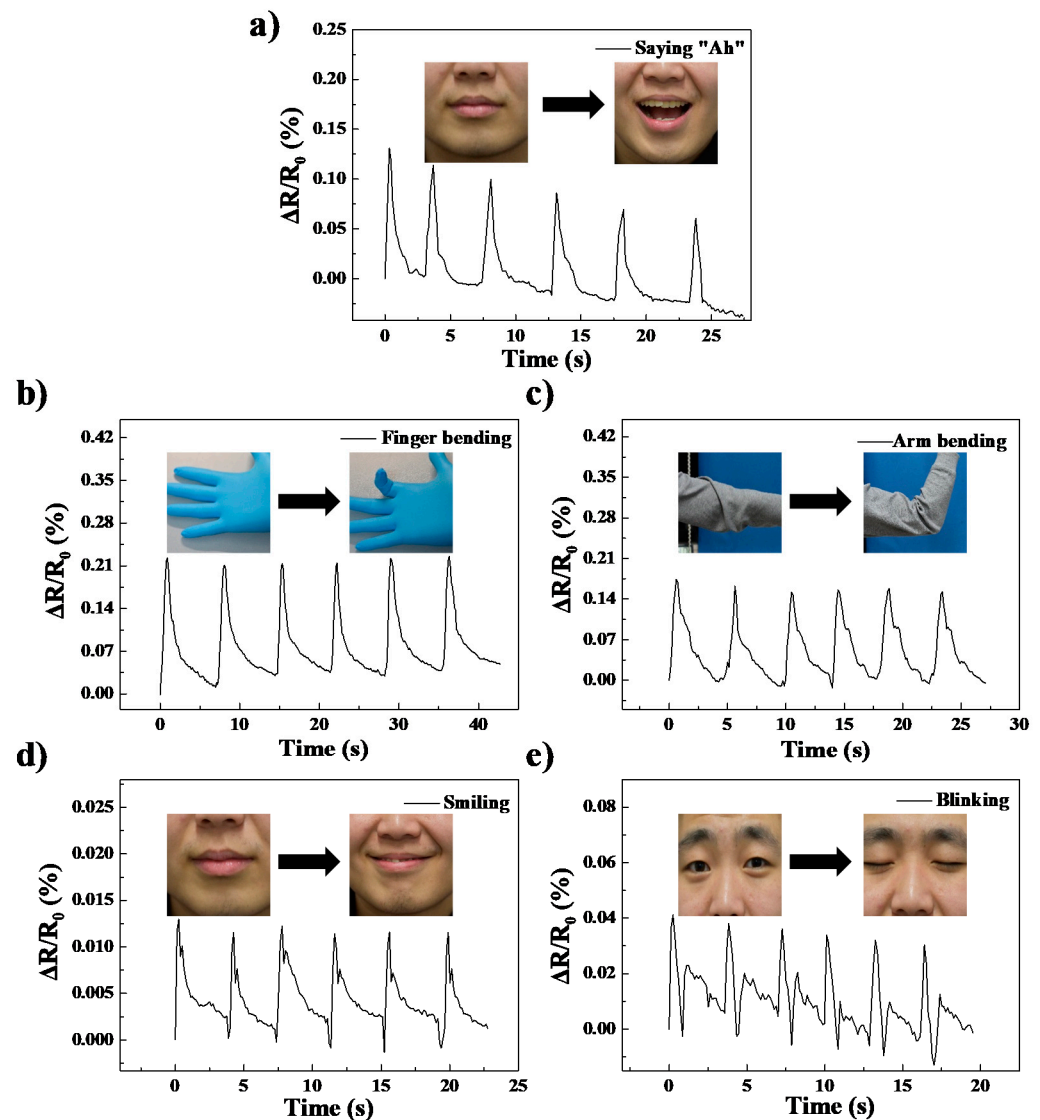 a)
Saying "Ah"
ΔR/R₀ (%)
0.25
0.20
0.15
0.10
0.05
0.00
0 5 10 15 20 25
Time (s)
b)
Finger bending
ΔR/R₀ (%)
0.42
0.35
0.28
0.21
0.14
0.07
0.00
0 10 20 30 40
Time (s)
c)
Arm bending
ΔR/R₀ (%)
0.42
0.35
0.28
0.21
0.14
0.07
0.00
0 5 10 15 20 25 30
Time (s)
d)
Smiling
ΔR/R₀ (%)
0.025
0.020
0.015
0.010
0.005
0.000
0 5 10 15 20 25
Time (s)
e)
Blinking
ΔR/R₀ (%)
0.08
0.06
0.04
0.02
0.00
0 5 10 15 20
Time (s)